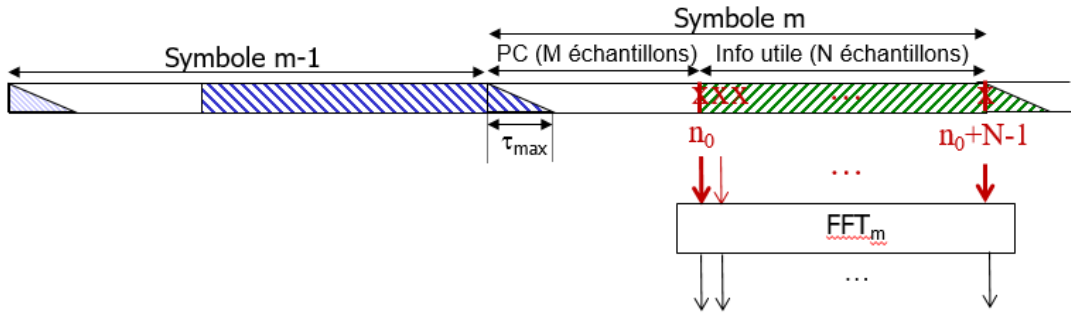 Symbole m
Symbole m-1
PC (M échantillons)
Info utile (N échantillons)
xxx
...
x
τmax
n0
n0+N-1
...
FFTm
...